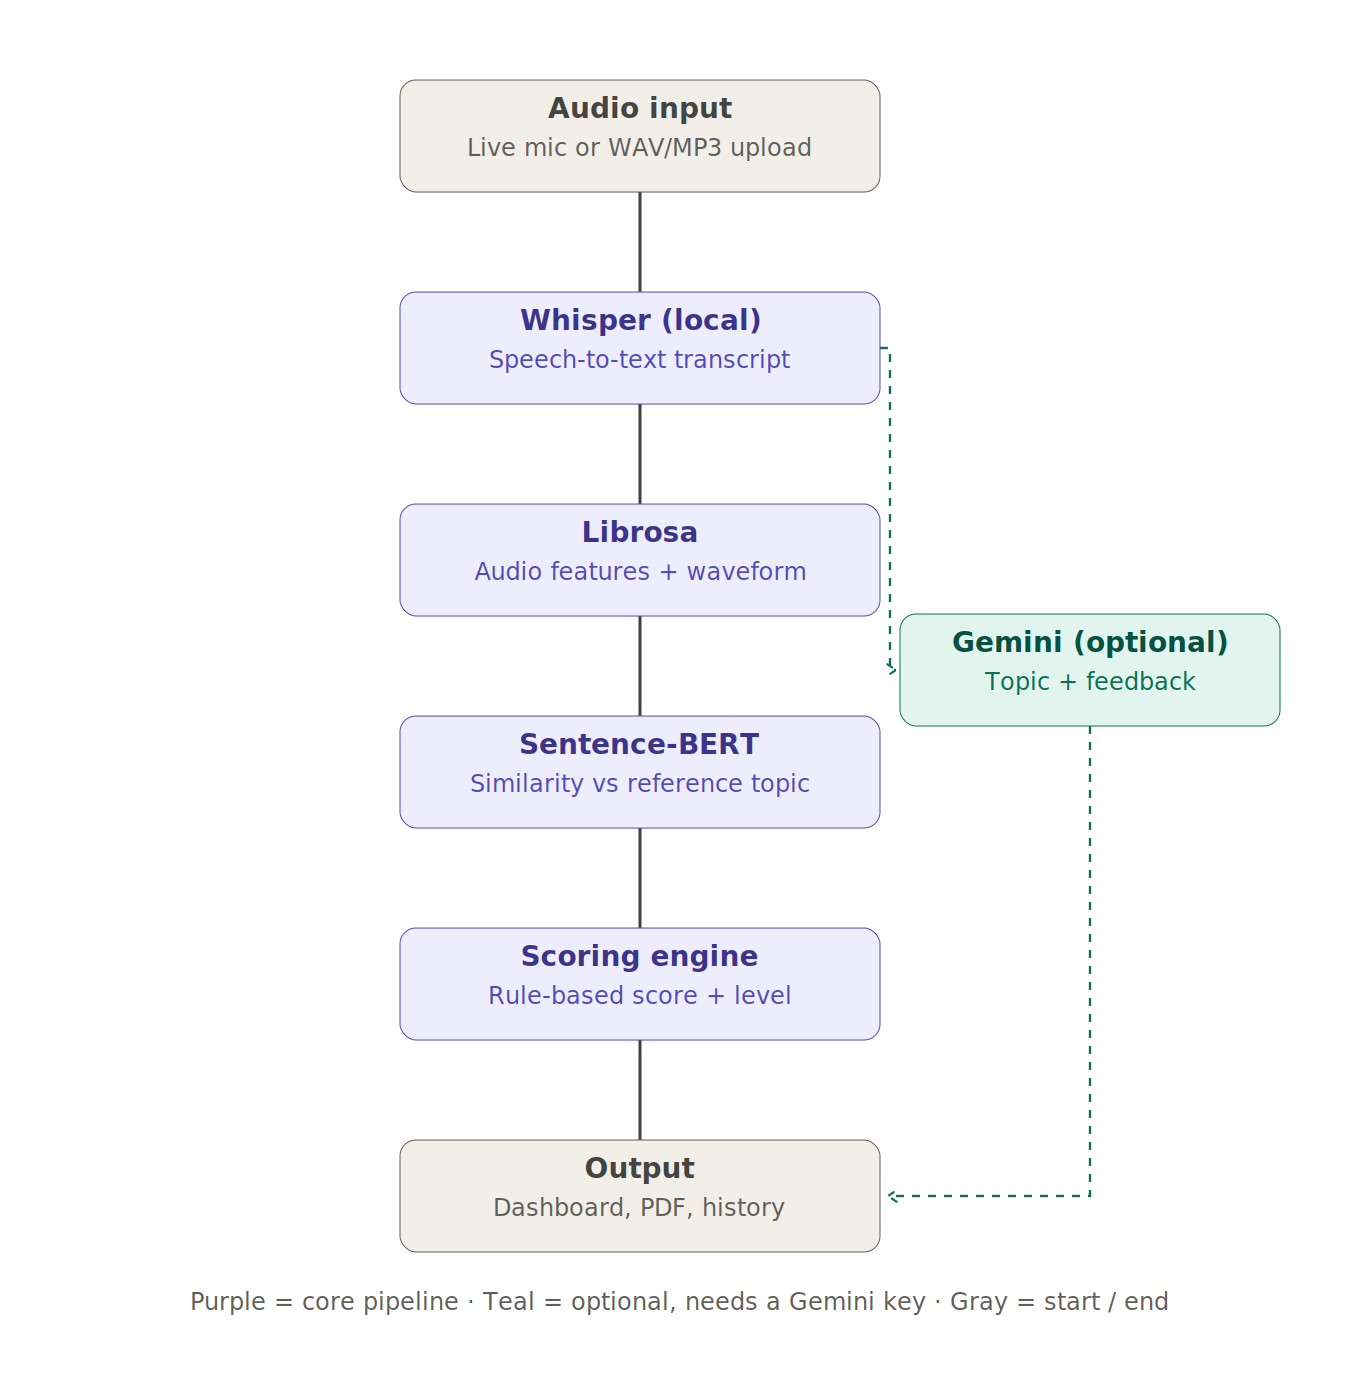 Audio input
Live mic or WAV/MP3 upload
Whisper (local)
Speech-to-text transcript
Librosa
Audio features + waveform
Gemini (optional)
Topic + feedback
Sentence-BERT
Similarity vs reference topic
Scoring engine
Rule-based score + level
Output
Dashboard, PDF, history
Purple = core pipeline · Teal = optional, needs a Gemini key · Gray = start / end